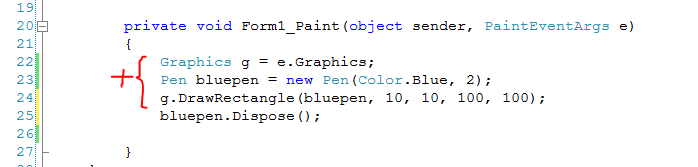 19
20 private void Form1_Paint(object sender, PaintEventArgs e)
21 {
22 Graphics g = e.Graphics;
23 Pen bluepen = new Pen(Color.Blue, 2);
24 g.DrawRectangle(bluepen, 10, 10, 100, 100);
25 bluepen.Dispose();
26
27 }